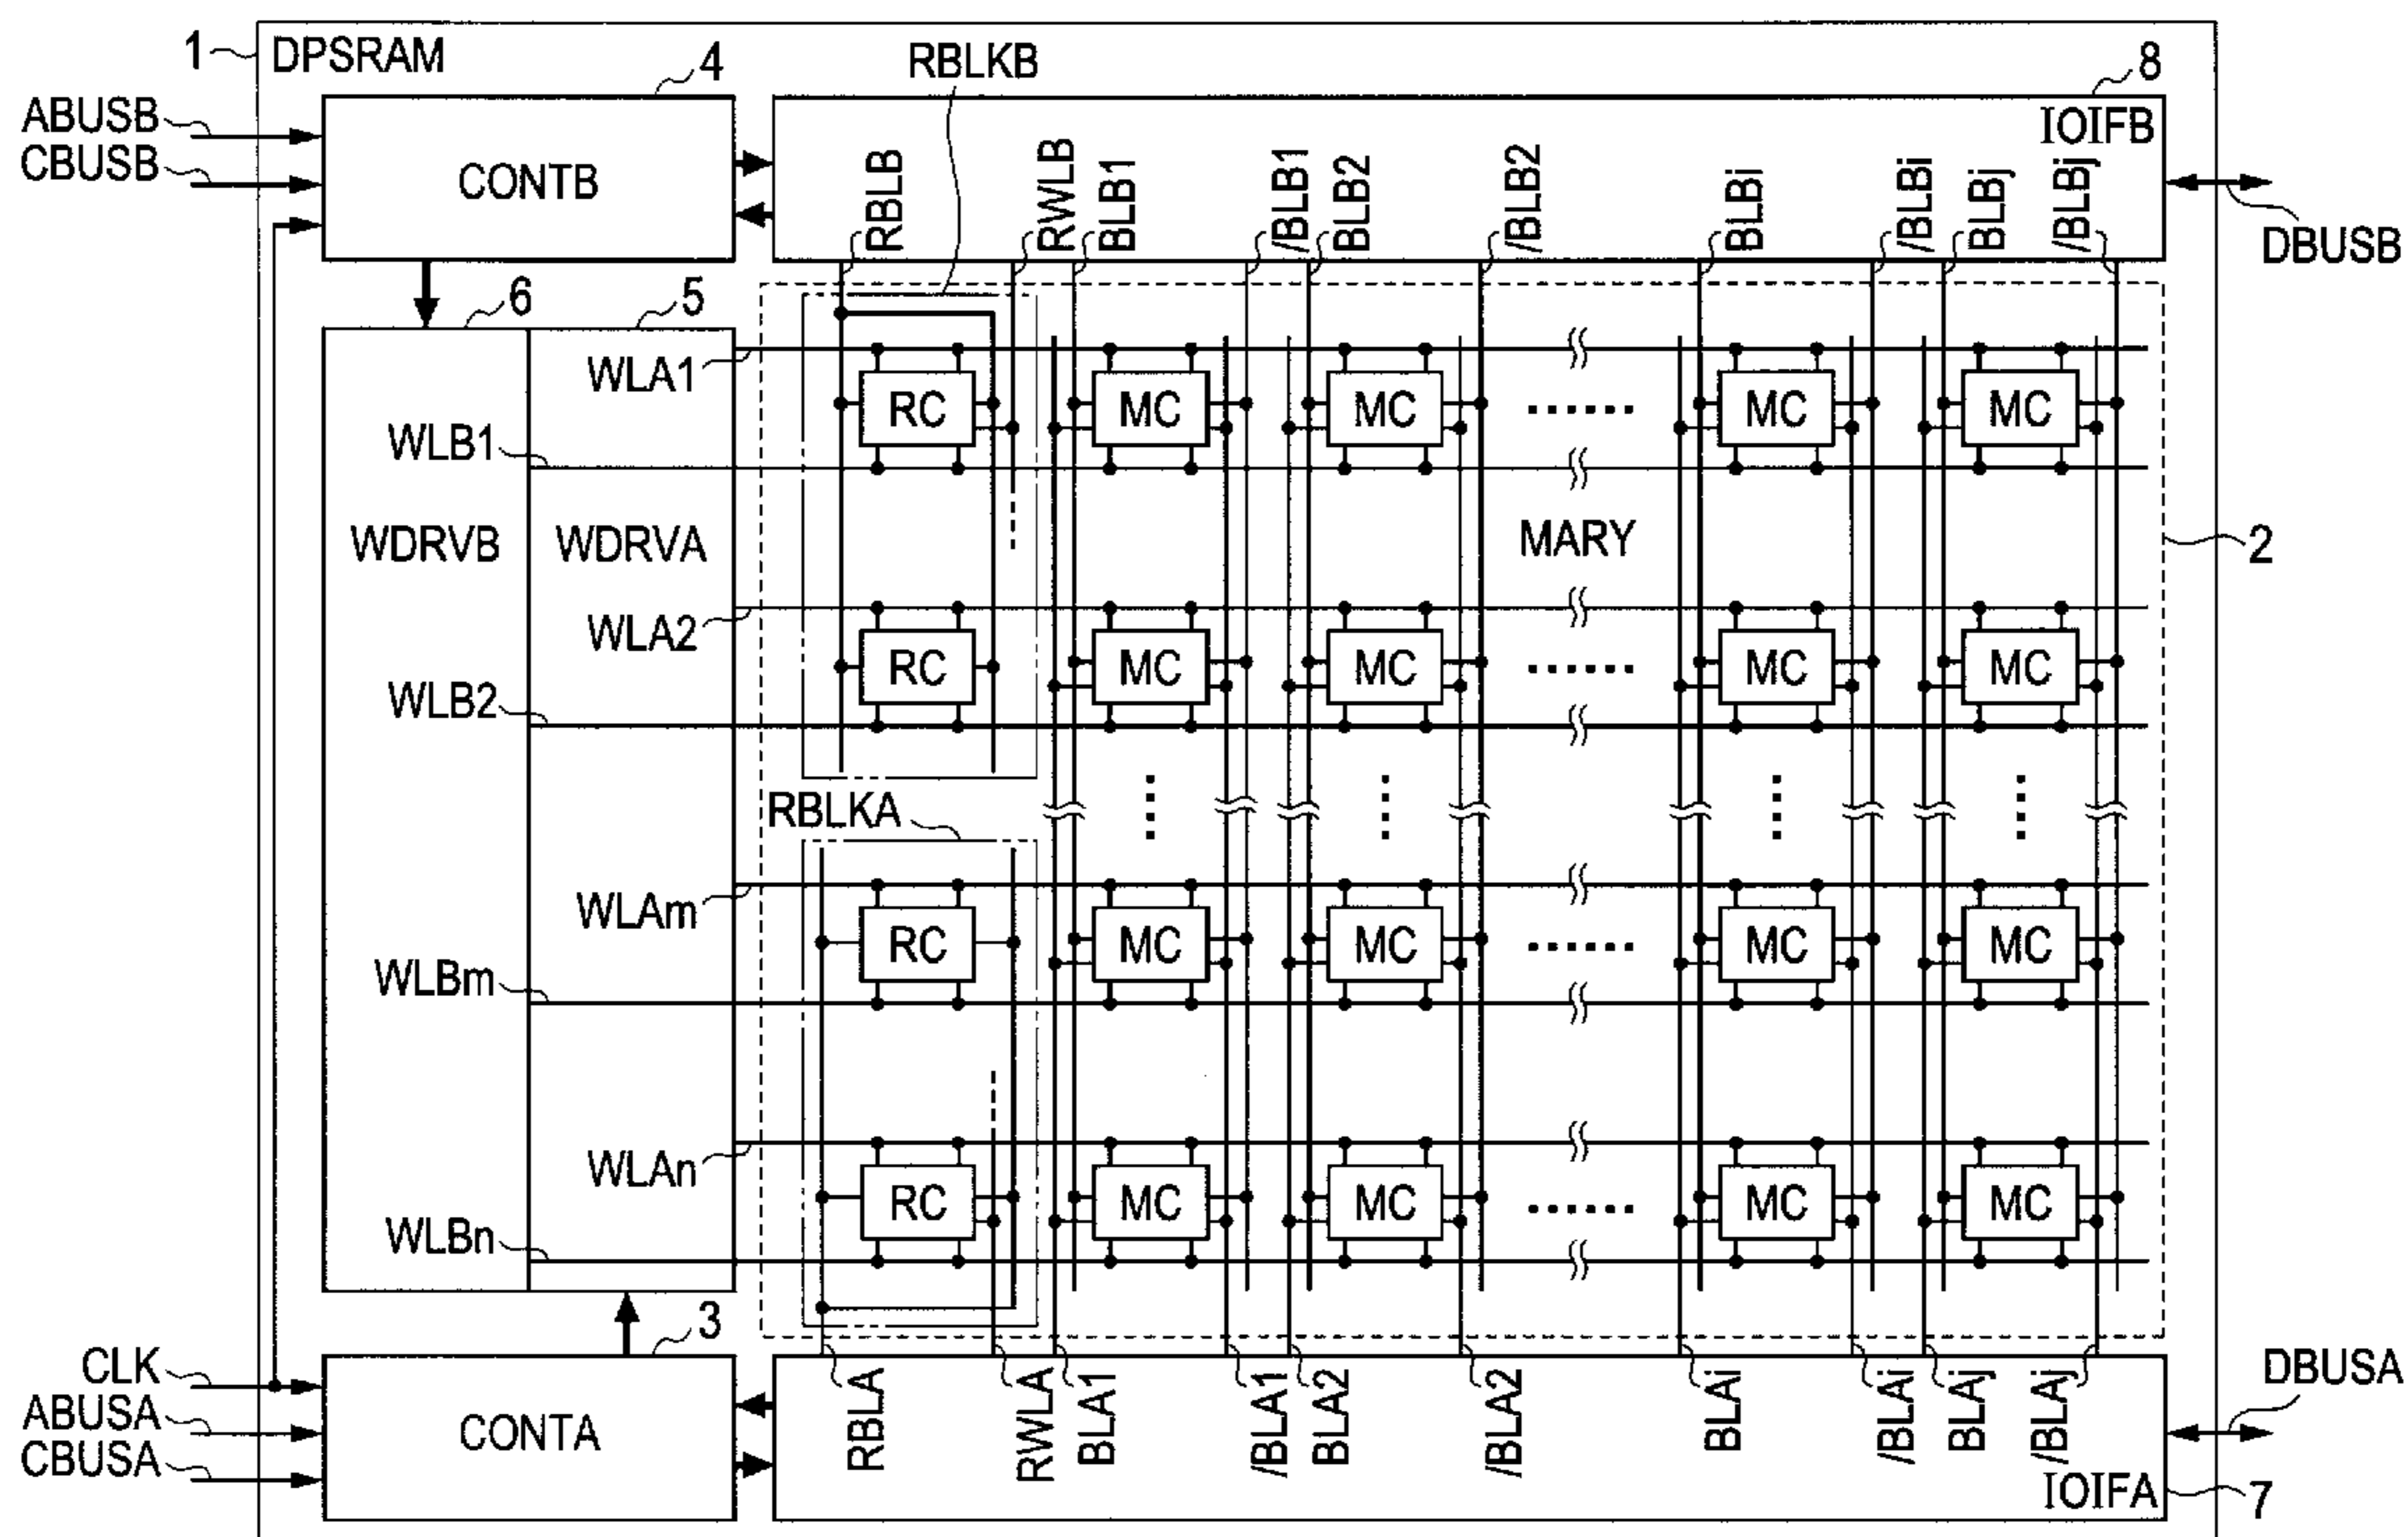 1
DPSRAM
4
RBLKB
8
ABUSB
CBUSB
CONTB
IOIFB
RBLB
RWLB
BLB1
/BLB1
BLB2
/BLB2
BLBi
/BLBi
BLBj
/BLBj
DBUSB
6
5
WLA1
RC MC MC ...... MC MC
WLB1
WDRVB WDRVA MARY 2
WLA2
RC MC MC ...... MC MC
WLB2
RBLKA
WLAm
RC MC MC ...... MC MC
WLBm
WLAn
RC MC MC ...... MC MC
WLBn
3
CLK
ABUSA
CBUSA
CONTA
RBLA
RWLA
BLA1
/BLA1
BLA2
/BLA2
BLAi
/BLAi
BLAj
/BLAj
DBUSA
IOIFA
7